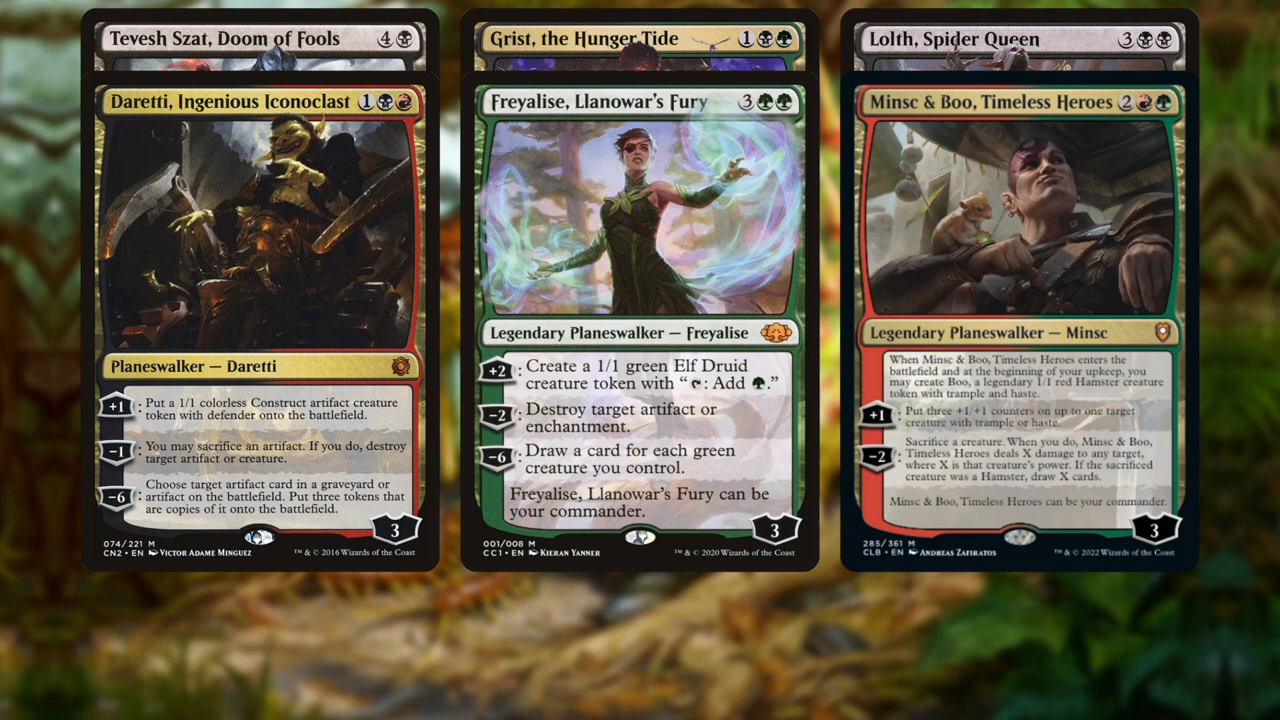 Tevesh Szat, Doom of Fools 4
Daretti, Ingenious Iconoclast 1
Planeswalker — Daretti
+1: Put a 1/1 colorless Construct artifact creature
token with defender onto the battlefield.
−1: You may sacrifice an artifact. If you do, destroy
target artifact or creature.
−6: Choose target artifact card in a graveyard or
artifact on the battlefield. Put three tokens that
are copies of it onto the battlefield.
3
074/221 M
CN2 • EN Victor Adame Minguez
™ & © 2016 Wizards of the Coast
Grist, the Hunger Tide 1
Freyalise, Llanowar's Fury 3
Legendary Planeswalker — Freyalise
+2: Create a 1/1 green Elf Druid
creature token with “: Add .”
−2: Destroy target artifact or
enchantment.
−6: Draw a card for each green
creature you control.
Freyalise, Llanowar's Fury can be
your commander.
3
001/008 M
CC1 • EN Kieran Yanner
™ & © 2020 Wizards of the Coast
Lolth, Spider Queen 3
Minsc & Boo, Timeless Heroes 2
Legendary Planeswalker — Minsc
When Minsc & Boo, Timeless Heroes enters the
battlefield and at the beginning of your upkeep, you
may create Boo, a legendary 1/1 red Hamster creature
token with trample and haste.
+1: Put three +1/+1 counters on up to one target
creature with trample or haste.
−2: Sacrifice a creature. When you do, Minsc & Boo,
Timeless Heroes deals X damage to any target,
where X is that creature's power. If the sacrificed
creature was a Hamster, draw X cards.
Minsc & Boo, Timeless Heroes can be your commander.
3
285/361 M
CLB • EN Andreas Zafiratos
™ & © 2022 Wizards of the Coast